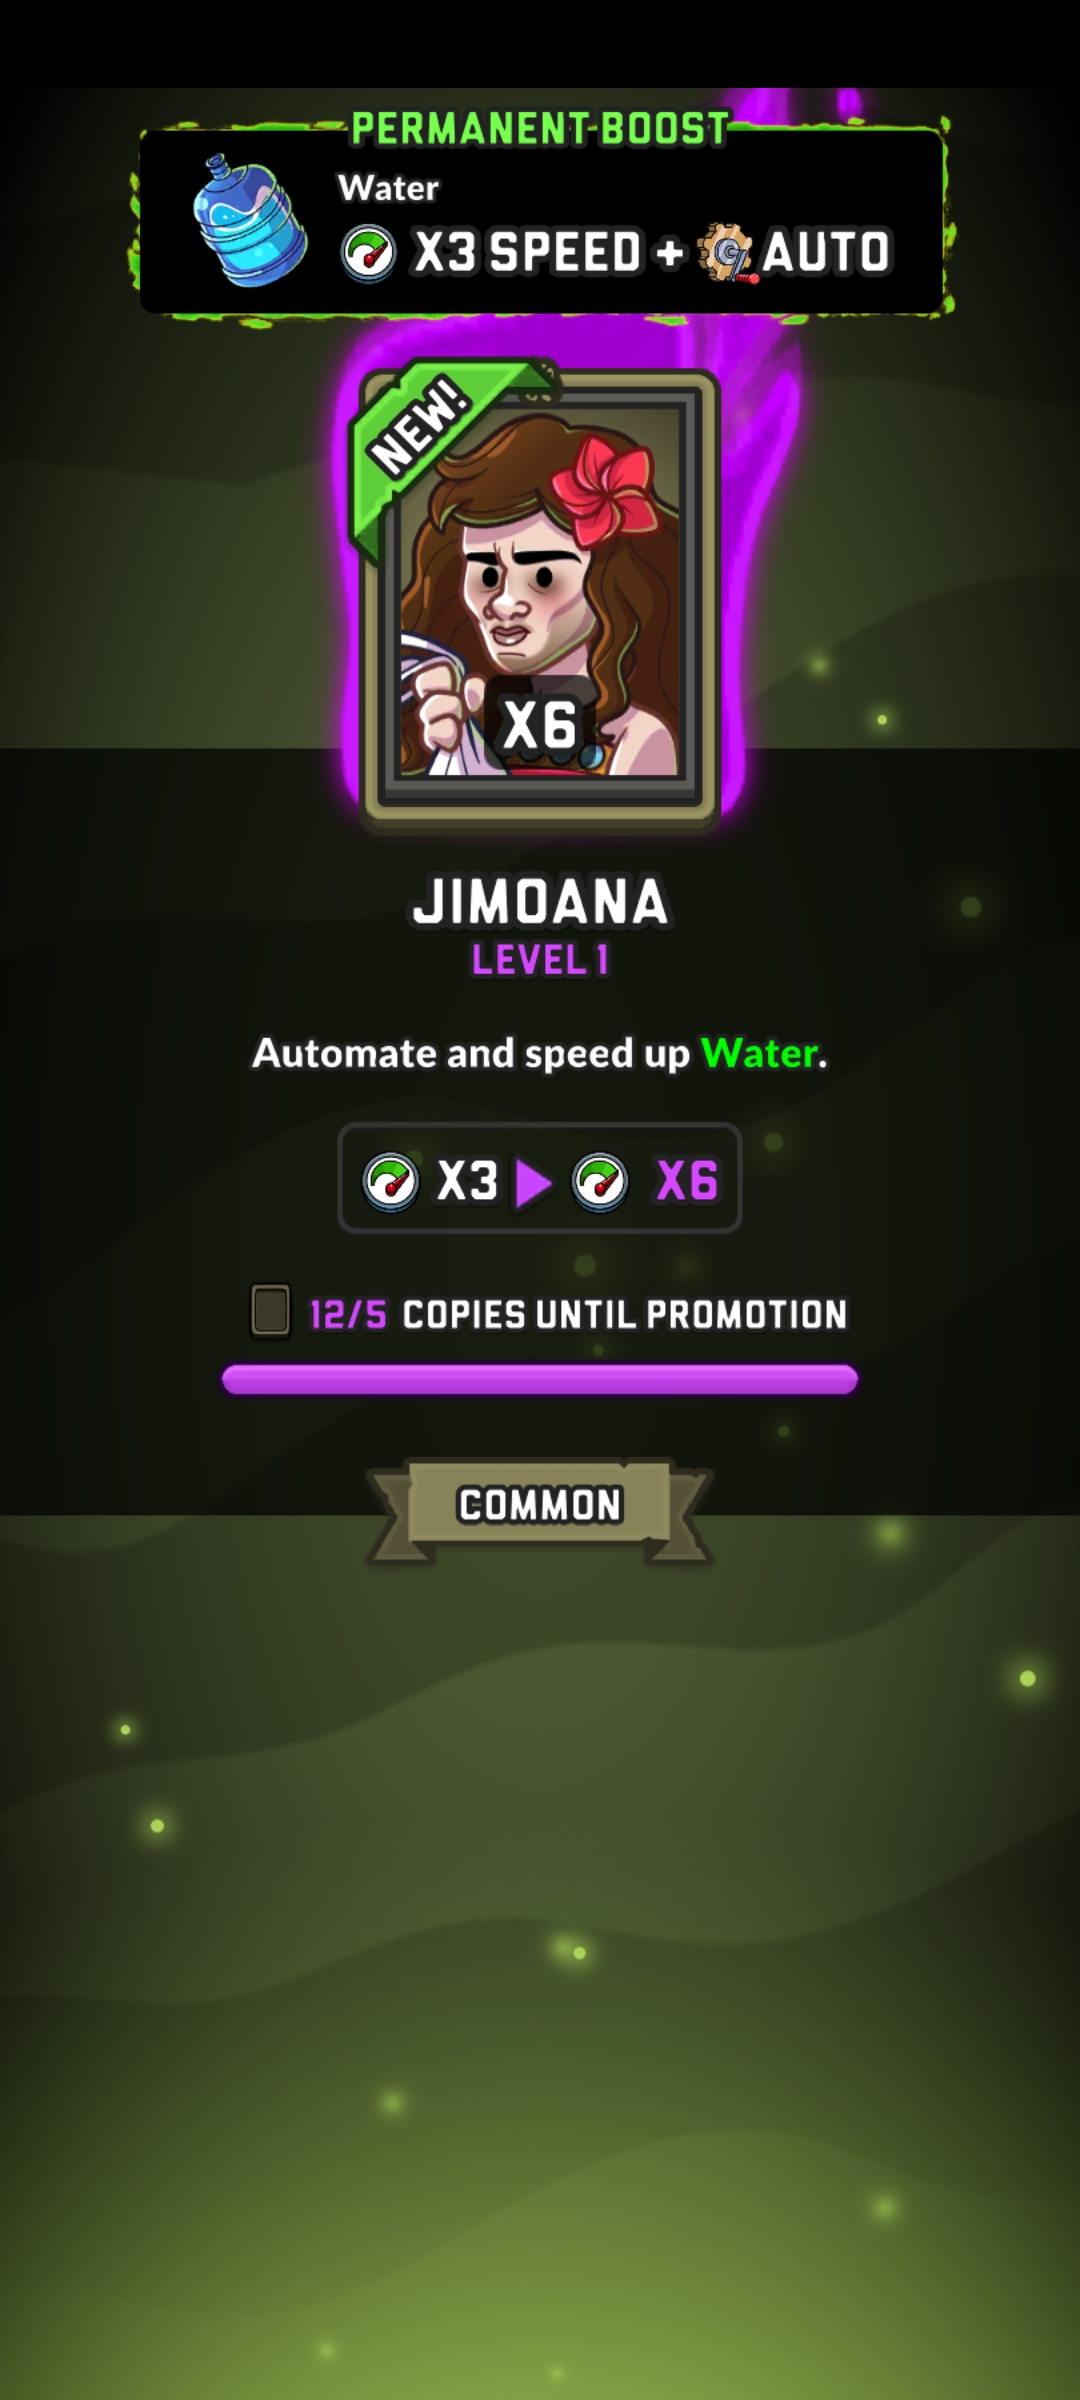 PERMANENT BOOST
Water
X3 SPEED + AUTO
NEW!
X6
JIMOANA
LEVEL 1
Automate and speed up Water.
X3 X6
12/5 COPIES UNTIL PROMOTION
COMMON